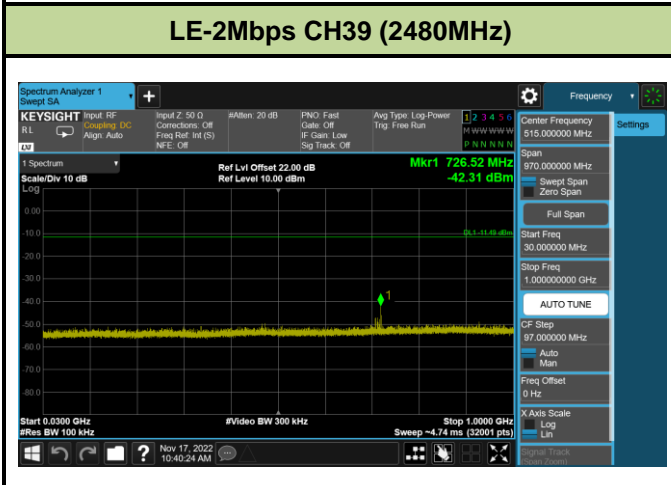 LE-2Mbps CH39 (2480MHz)
Spectrum Analyzer 1
Swept SA
+
Frequency
KEYSIGHT
RL
Input: RF
Coupling: DC
Align: Auto
Input Z: 50 Ω
Corrections: Off
Freq Ref: Int (S)
NFE: Off
#Atten: 20 dB
PNO: Fast
Gate: Off
IF Gain: Low
Sig Track: Off
Avg Type: Log-Power
Trig: Free Run
1 2 3 4 5 6
M W W W W W
P N N N N N
Center Frequency
515.000000 MHz
Settings
1 Spectrum
Scale/Div 10 dB
Log
Ref Lvl Offset 22.00 dB
Ref Level 10.00 dBm
Mkr1 726.52 MHz
-42.31 dBm
Span
970.000000 MHz
Swept Span
Zero Span
Full Span
Start Freq
30.000000 MHz
Stop Freq
1.000000000 GHz
AUTO TUNE
CF Step
97.000000 MHz
Auto
Man
Freq Offset
0 Hz
X Axis Scale
Log
Lin
Signal Track
(Span Zoom)
0.00
-10.0
DL1 -11.49 dBm
-20.0
-30.0
-40.0
1
-50.0
-60.0
-70.0
-80.0
Start 0.0300 GHz
#Res BW 100 kHz
#Video BW 300 kHz
Stop 1.0000 GHz
Sweep ~4.74 ms (32001 pts)
?
Nov 17, 2022
10:40:24 AM